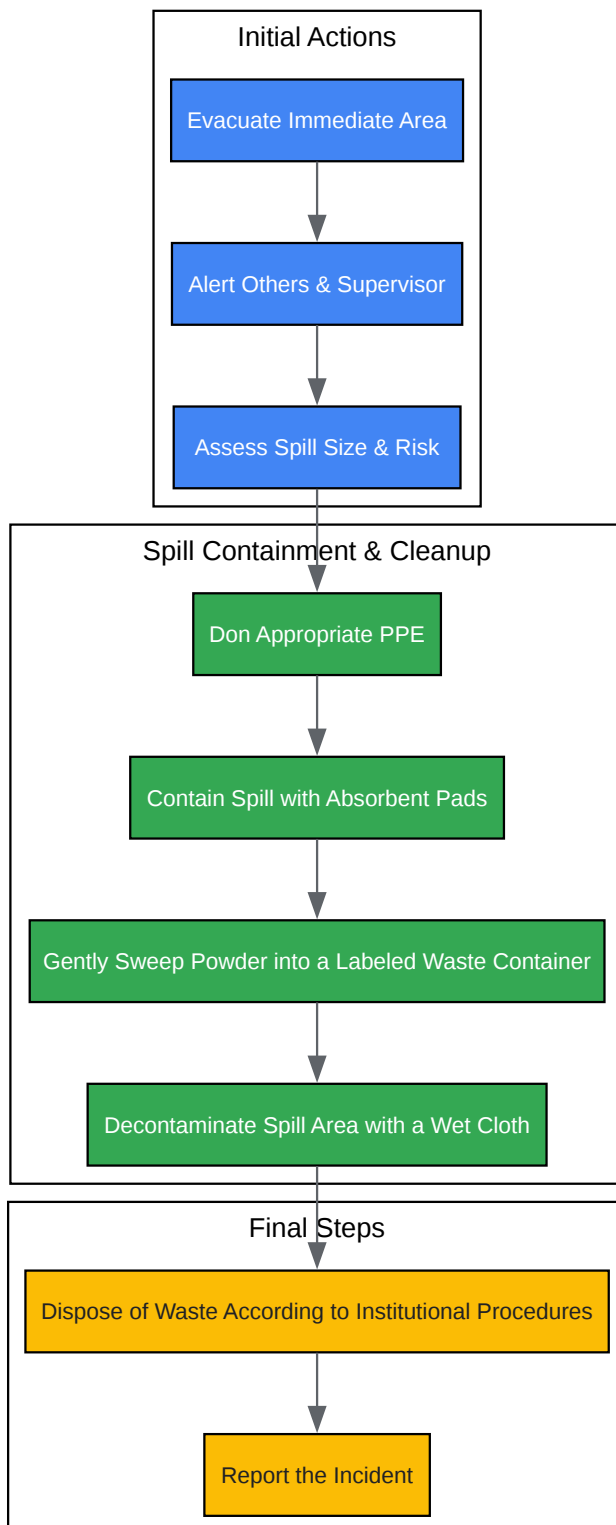 Initial Actions
Evacuate Immediate Area
Alert Others & Supervisor
Assess Spill Size & Risk
Spill Containment & Cleanup
Don Appropriate PPE
Contain Spill with Absorbent Pads
Gently Sweep Powder into a Labeled Waste Container
Decontaminate Spill Area with a Wet Cloth
Final Steps
Dispose of Waste According to Institutional Procedures
Report the Incident